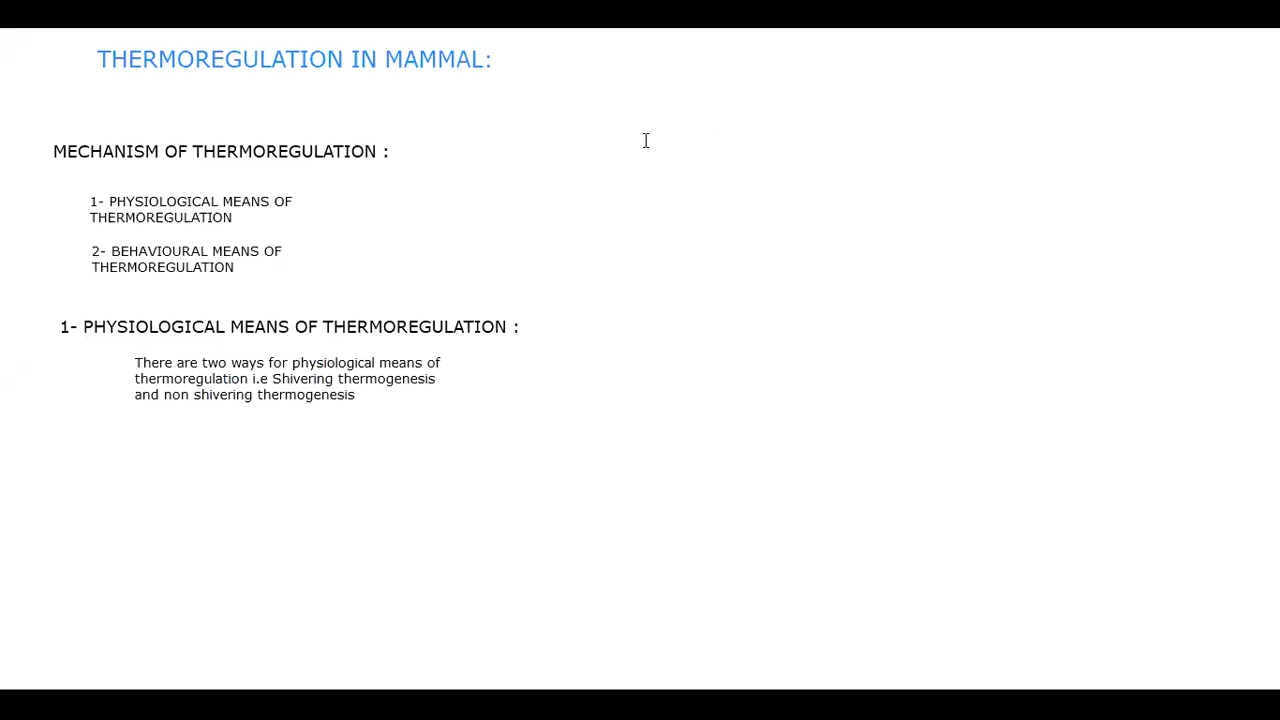 THERMOREGULATION IN MAMMAL:
MECHANISM OF THERMOREGULATION :
1- PHYSIOLOGICAL MEANS OF
THERMOREGULATION
2- BEHAVIOURAL MEANS OF
THERMOREGULATION
1- PHYSIOLOGICAL MEANS OF THERMOREGULATION :
There are two ways for physiological means of
thermoregulation i.e Shivering thermogenesis
and non shivering thermogenesis